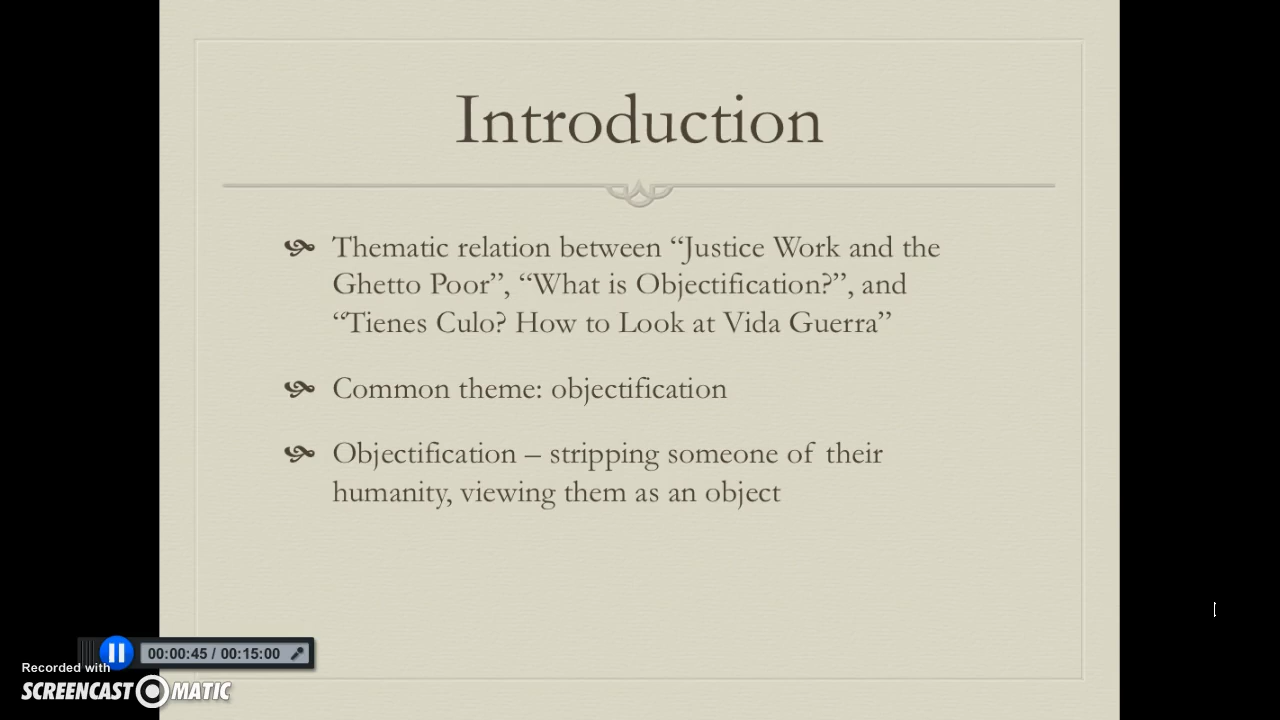 Introduction
Thematic relation between “Justice Work and the
Ghetto Poor”, “What is Objectification?”, and
“Tienes Culo? How to Look at Vida Guerra”
Common theme: objectification
Objectification – stripping someone of their
humanity, viewing them as an object
00:00:45 / 00:15:00
Recorded with
SCREENCAST O MATIC